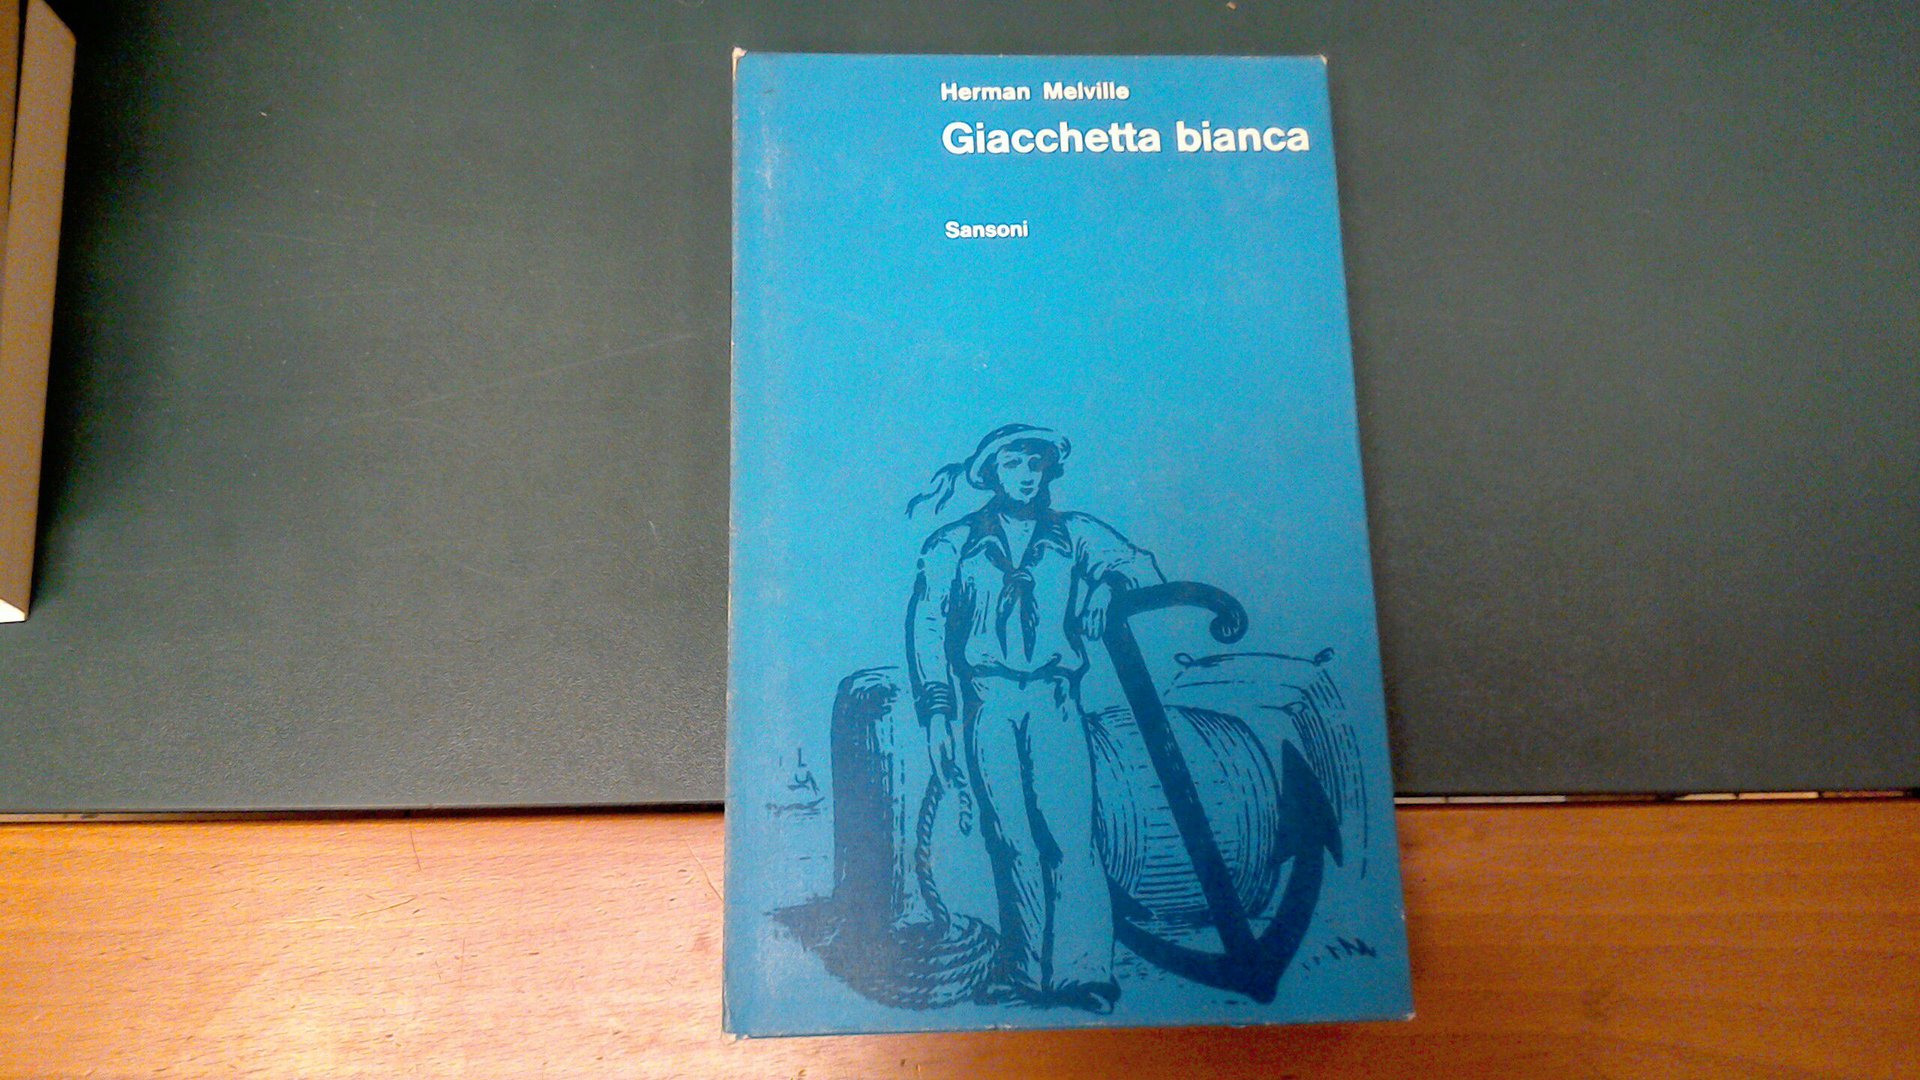 Herman Melville
Giacchetta bianca
Sansoni